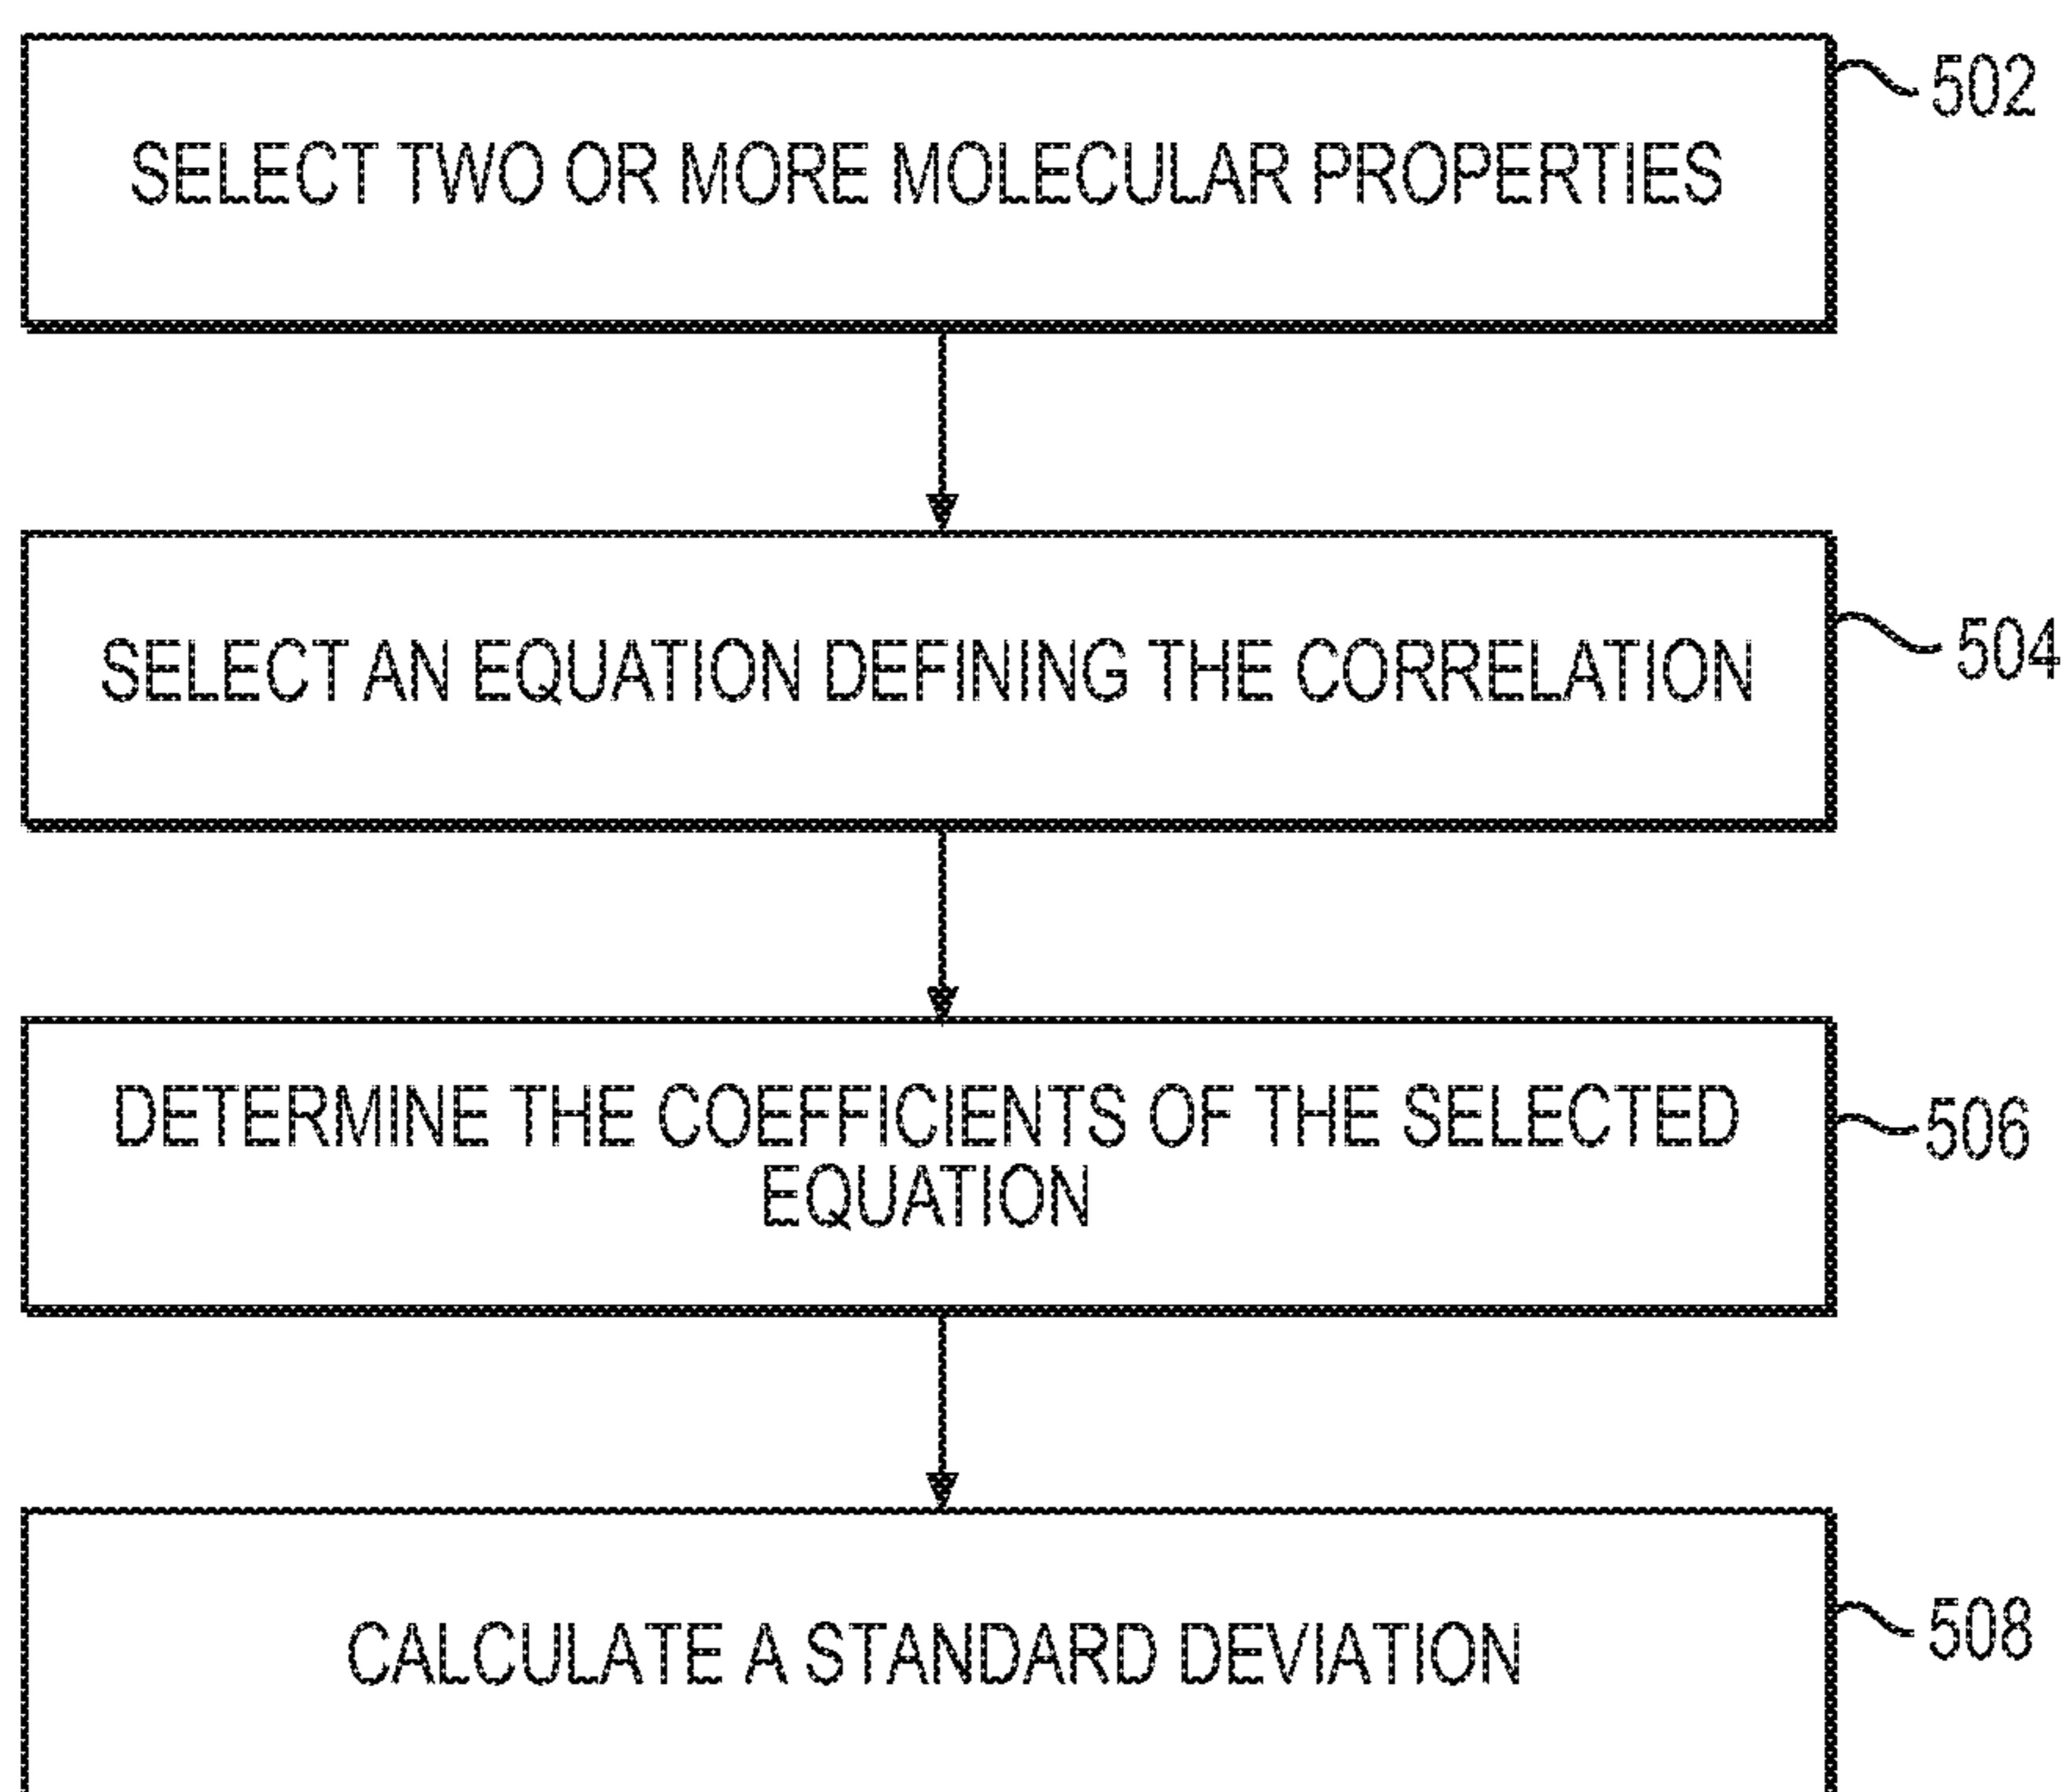 502
SELECT TWO OR MORE MOLECULAR PROPERTIES
SELECT AN EQUATION DEFINING THE CORRELATION
504
DETERMINE THE COEFFICIENTS OF THE SELECTED
EQUATION
506
CALCULATE A STANDARD DEVIATION
508